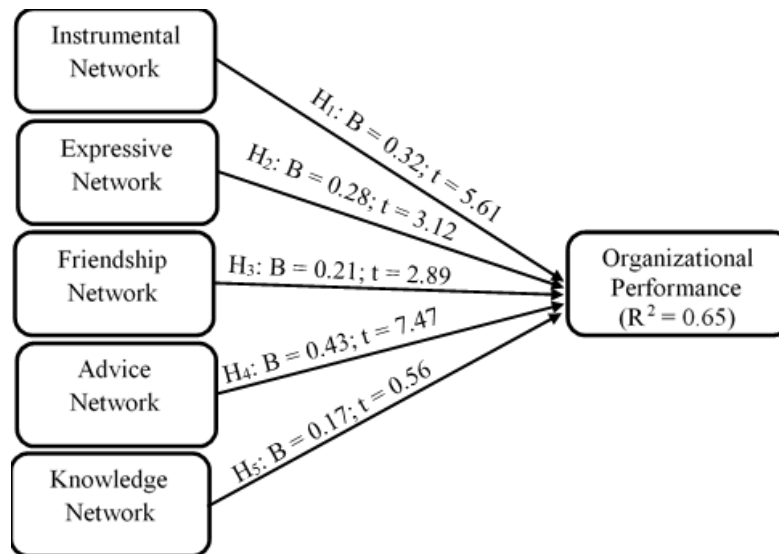 Instrumental
Network
H₁: B = 0.32; t = 5.61
Expressive
Network
H₂: B = 0.28; t = 3.12
Friendship
Network
H₃: B = 0.21; t = 2.89
Organizational
Performance
(R² = 0.65)
Advice
Network
H₄: B = 0.43; t = 7.47
Knowledge
Network
H₅: B = 0.17; t = 0.56